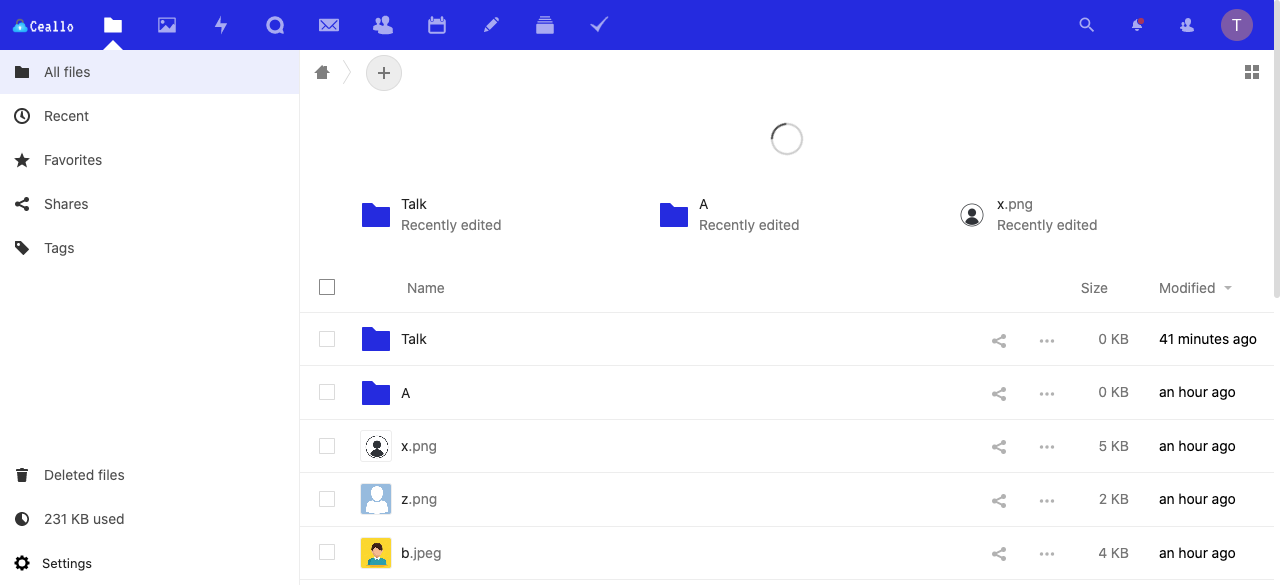 Ceallo
T
All files
Recent
Favorites
Shares
Tags
Deleted files
231 KB used
Settings
Talk
Recently edited
A
Recently edited
x.png
Recently edited
Name Size Modified
Talk 0 KB 41 minutes ago
A 0 KB an hour ago
x.png 5 KB an hour ago
z.png 2 KB an hour ago
b.jpeg 4 KB an hour ago